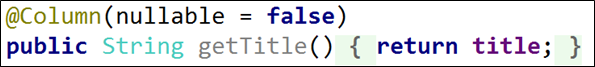 @Column(nullable = false)
public String getTitle() { return title; }